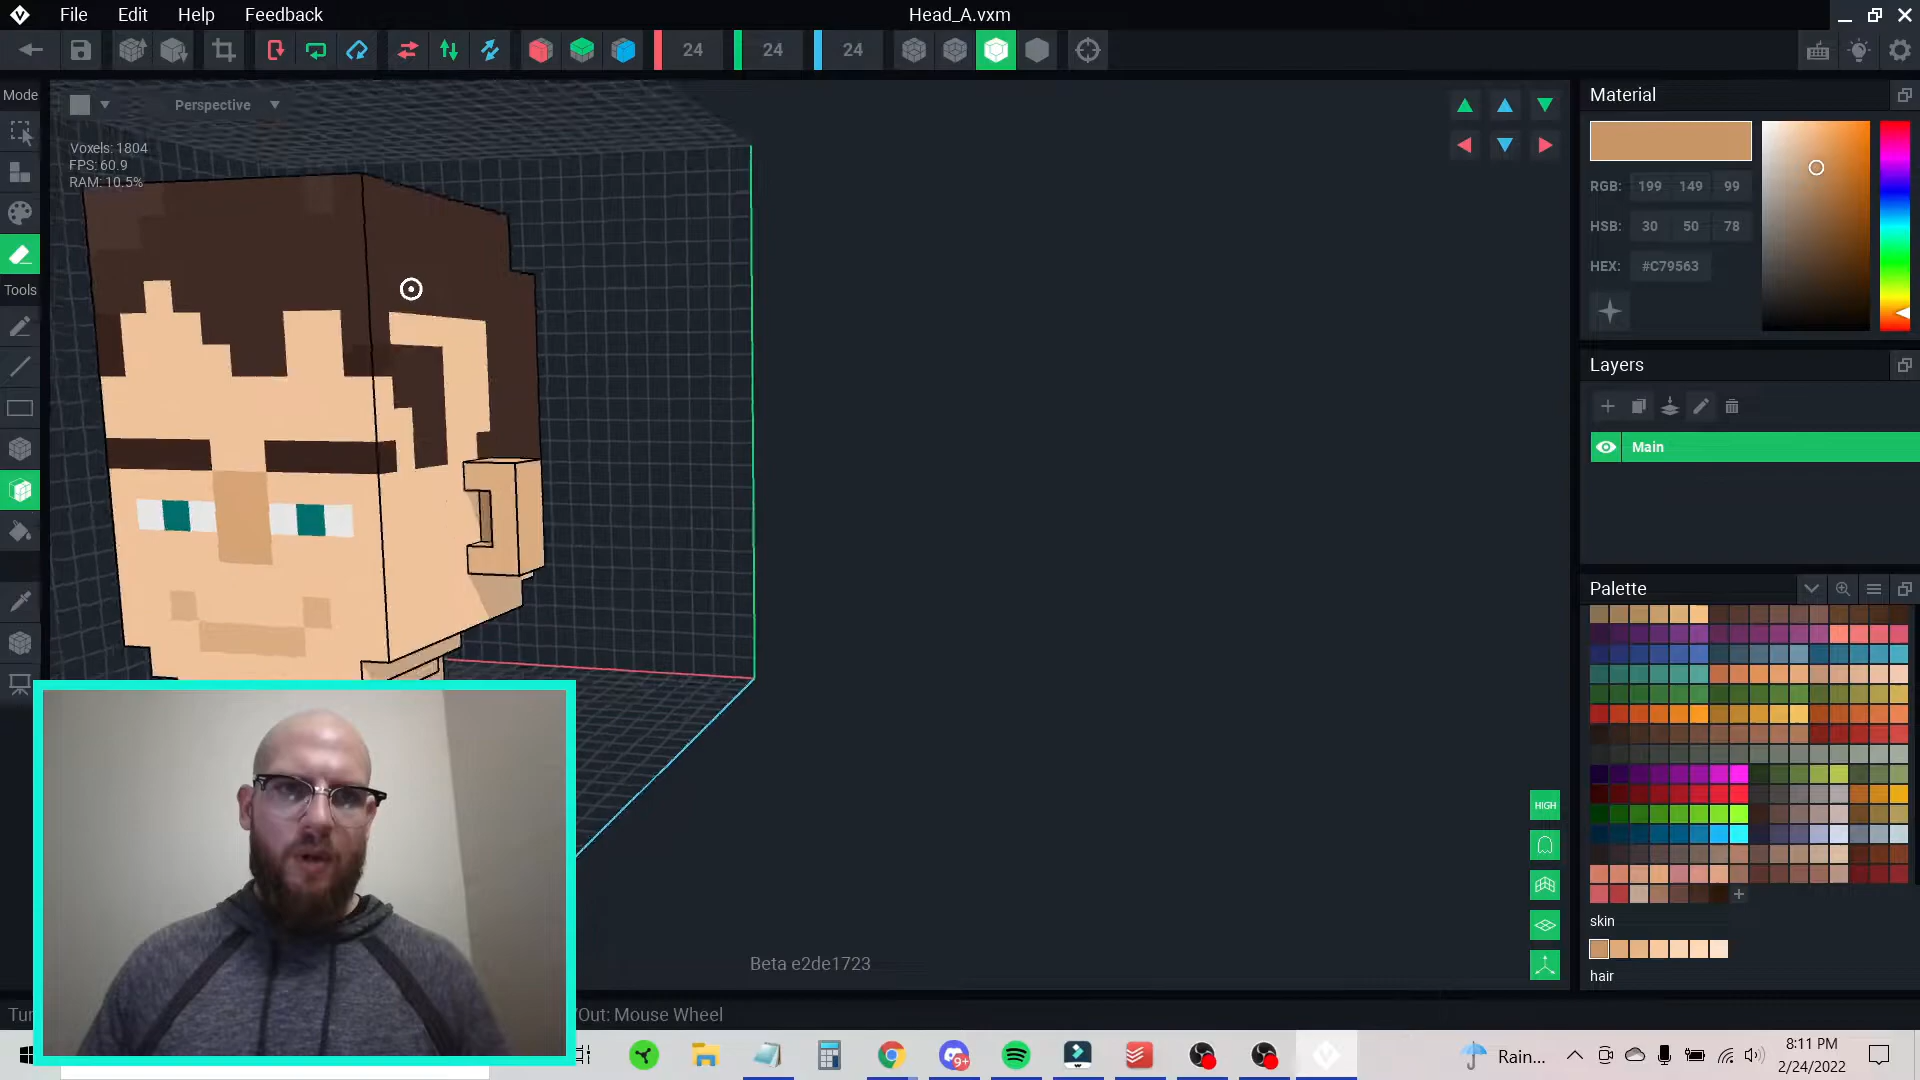 File Edit Help Feedback
Head_A.vxm
24 24 24
Mode
Perspective
Voxels: 1804
FPS: 60.9
RAM: 10.5%
Tools
Material
RGB: 199 149 99
HSB: 30 50 78
HEX: #C79563
Layers
Main
Palette
skin
hair
HIGH
Beta e2de1723
/Out: Mouse Wheel
9+
Rain...
8:11 PM
2/24/2022